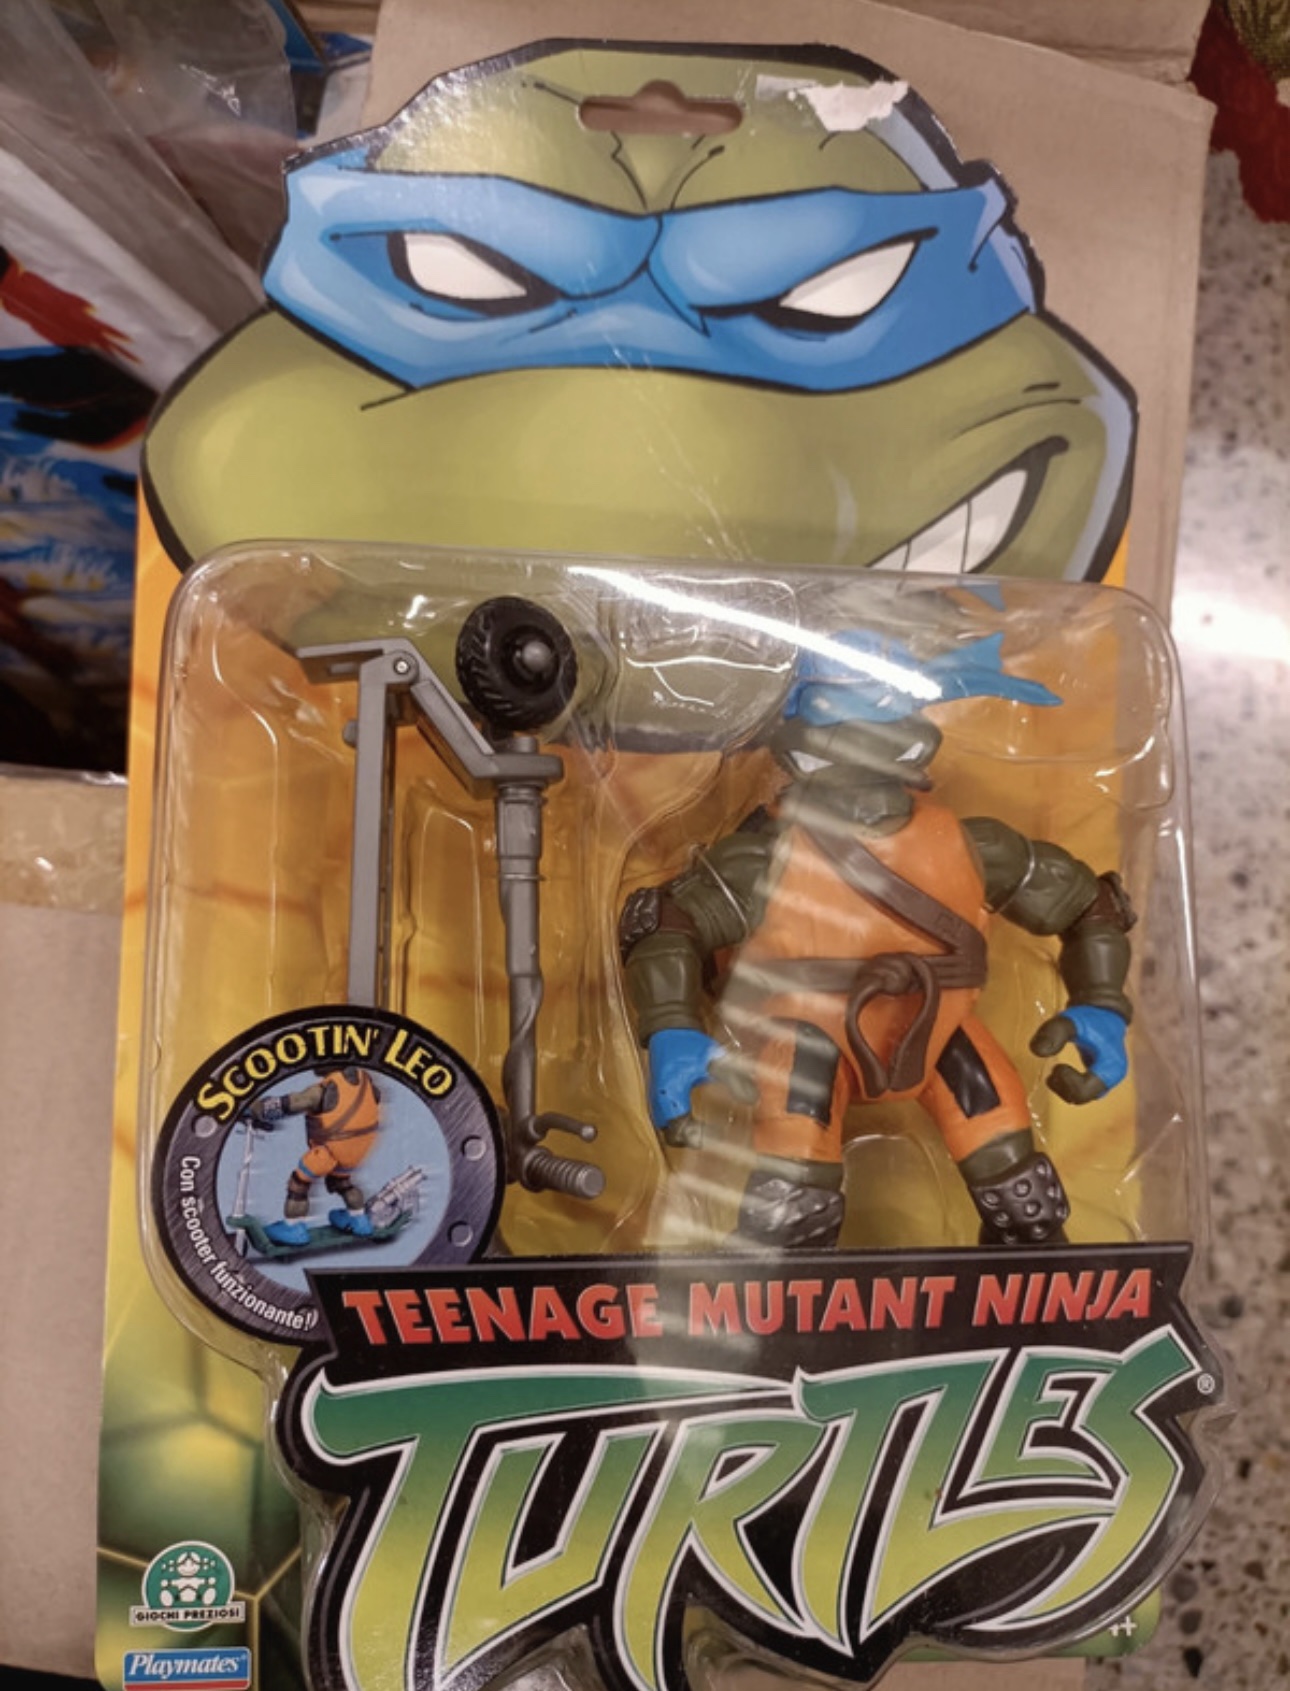 SCOOTIN' LEO
Con scooter funzionante!
TEENAGE MUTANT NINJA
TURTLES®
GIOCHI PREZIOSI
Playmates®